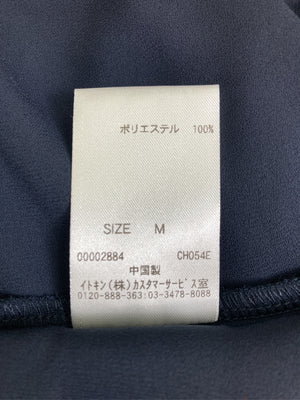 ポリエステル 100%
SIZE M
00002884 CH054E
中国製
イトキン(株)カスタマーサービス室
0120-888-363:03-3478-8088